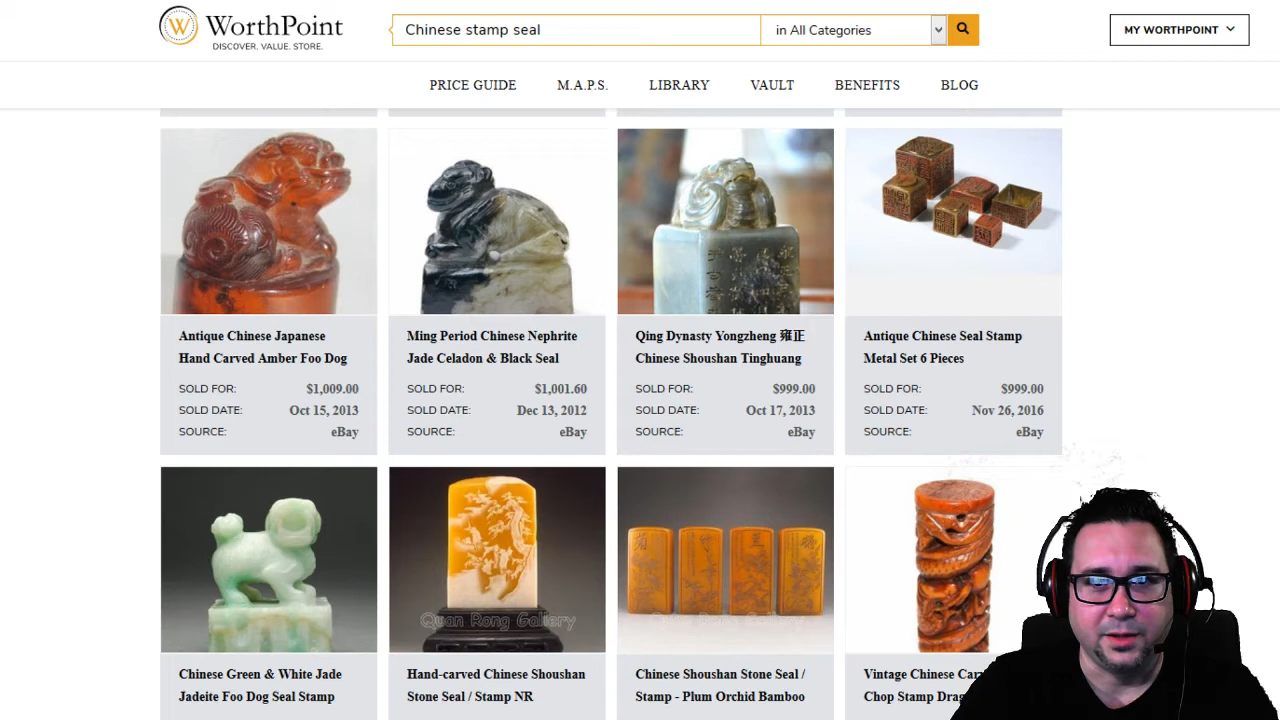 W WorthPoint
DISCOVER. VALUE. STORE.
Chinese stamp seal
in All Categories
MY WORTHPOINT
PRICE GUIDE M.A.P.S. LIBRARY VAULT BENEFITS BLOG
Antique Chinese Japanese
Hand Carved Amber Foo Dog
SOLD FOR: $1,009.00
SOLD DATE: Oct 15, 2013
SOURCE: eBay
Ming Period Chinese Nephrite
Jade Celadon & Black Seal
SOLD FOR: $1,001.60
SOLD DATE: Dec 13, 2012
SOURCE: eBay
Qing Dynasty Yongzheng 雍正
Chinese Shoushan Tinghuang
SOLD FOR: $999.00
SOLD DATE: Oct 17, 2013
SOURCE: eBay
Antique Chinese Seal Stamp
Metal Set 6 Pieces
SOLD FOR: $999.00
SOLD DATE: Nov 26, 2016
SOURCE: eBay
Quan Rong Gallery
Chinese Green & White Jade
Jadeite Foo Dog Seal Stamp
Hand-carved Chinese Shoushan
Stone Seal / Stamp NR
Chinese Shoushan Stone Seal /
Stamp - Plum Orchid Bamboo
Vintage Chinese
Chop Stamp